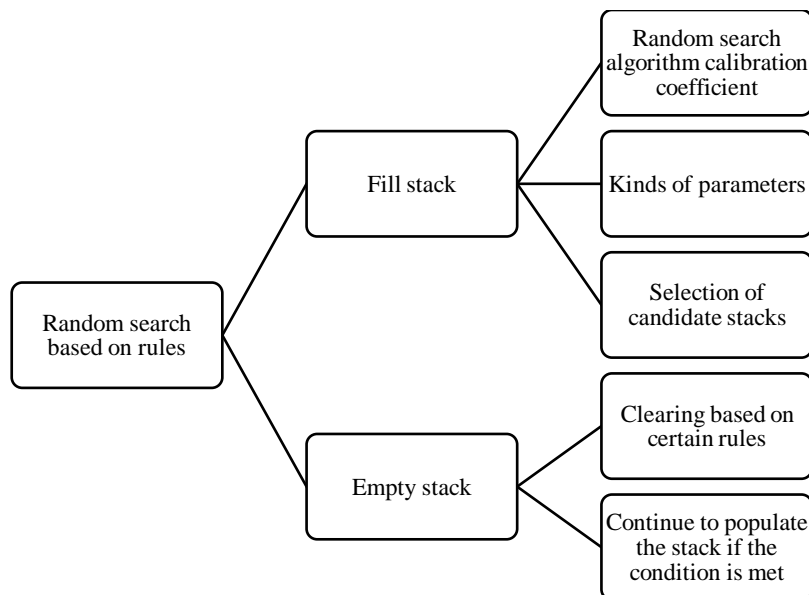 Random search
based on rules
Fill stack
Random search
algorithm calibration
coefficient
Kinds of parameters
Selection of
candidate stacks
Empty stack
Clearing based on
certain rules
Continue to populate
the stack if the
condition is met